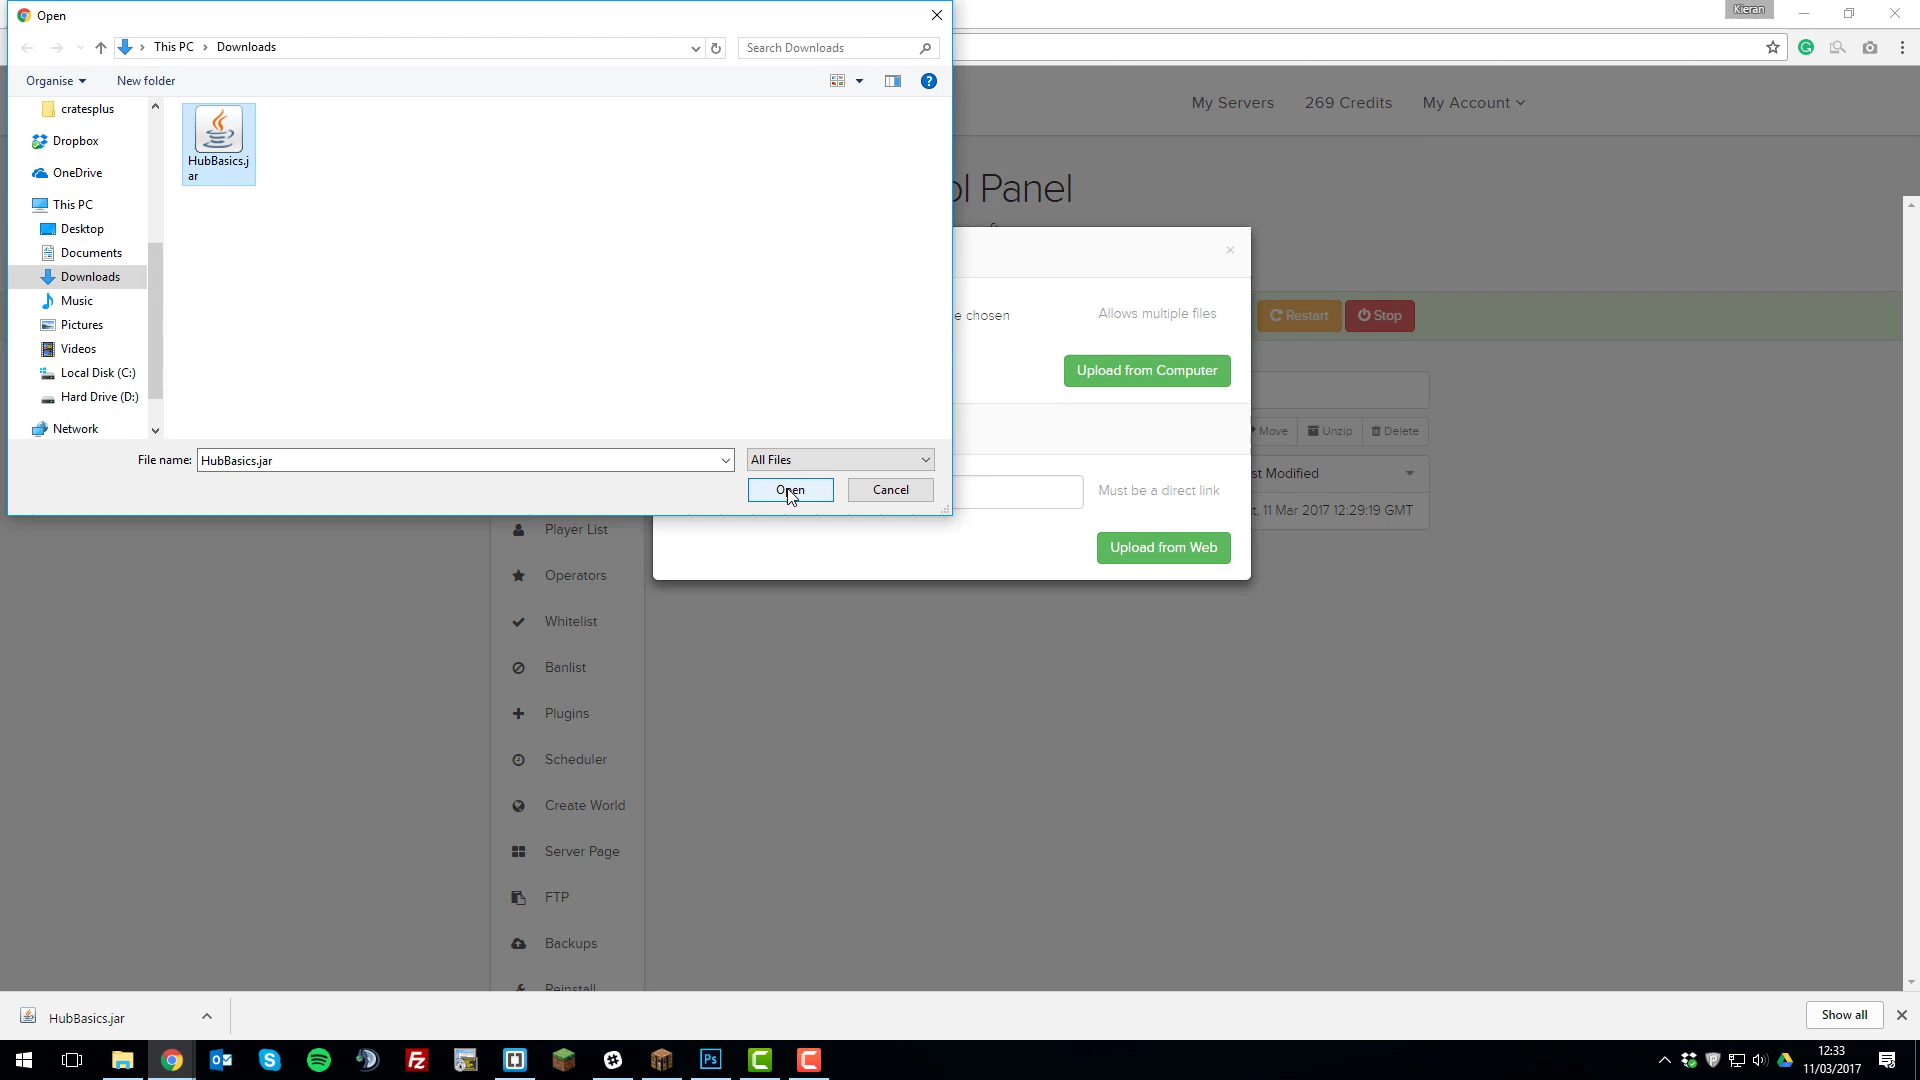 Open
Kieran
This PC
Downloads
Search Downloads
Organise
New folder
My Servers
269 Credits
My Account
cratesplus
Dropbox
OneDrive
This PC
Desktop
Documents
Downloads
Music
Pictures
Videos
Local Disk (C:)
Hard Drive (D:)
Network
HubBasics.j
ar
ol Panel
e chosen
Allows multiple files
Restart
Stop
Upload from Computer
Move
Unzip
Delete
File name:
HubBasics.jar
All Files
Open
Cancel
st Modified
Must be a direct link
t, 11 Mar 2017 12:29:19 GMT
Upload from Web
Player List
Operators
Whitelist
Banlist
Plugins
Scheduler
Create World
Server Page
FTP
Backups
Reinstall
HubBasics.jar
Show all
Ps
12:33
11/03/2017